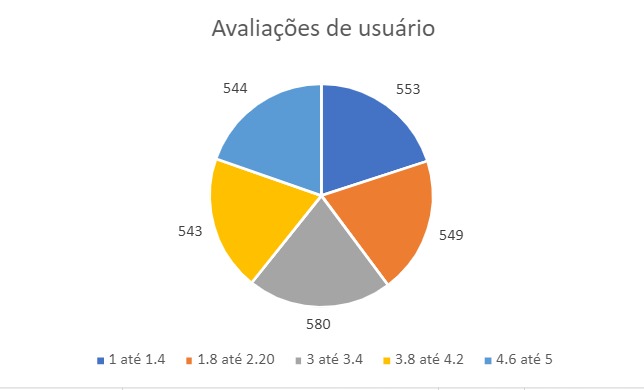 Avaliações de usuário
544
553
543
549
580
1 até 1.4
1.8 até 2.20
3 até 3.4
3.8 até 4.2
4.6 até 5